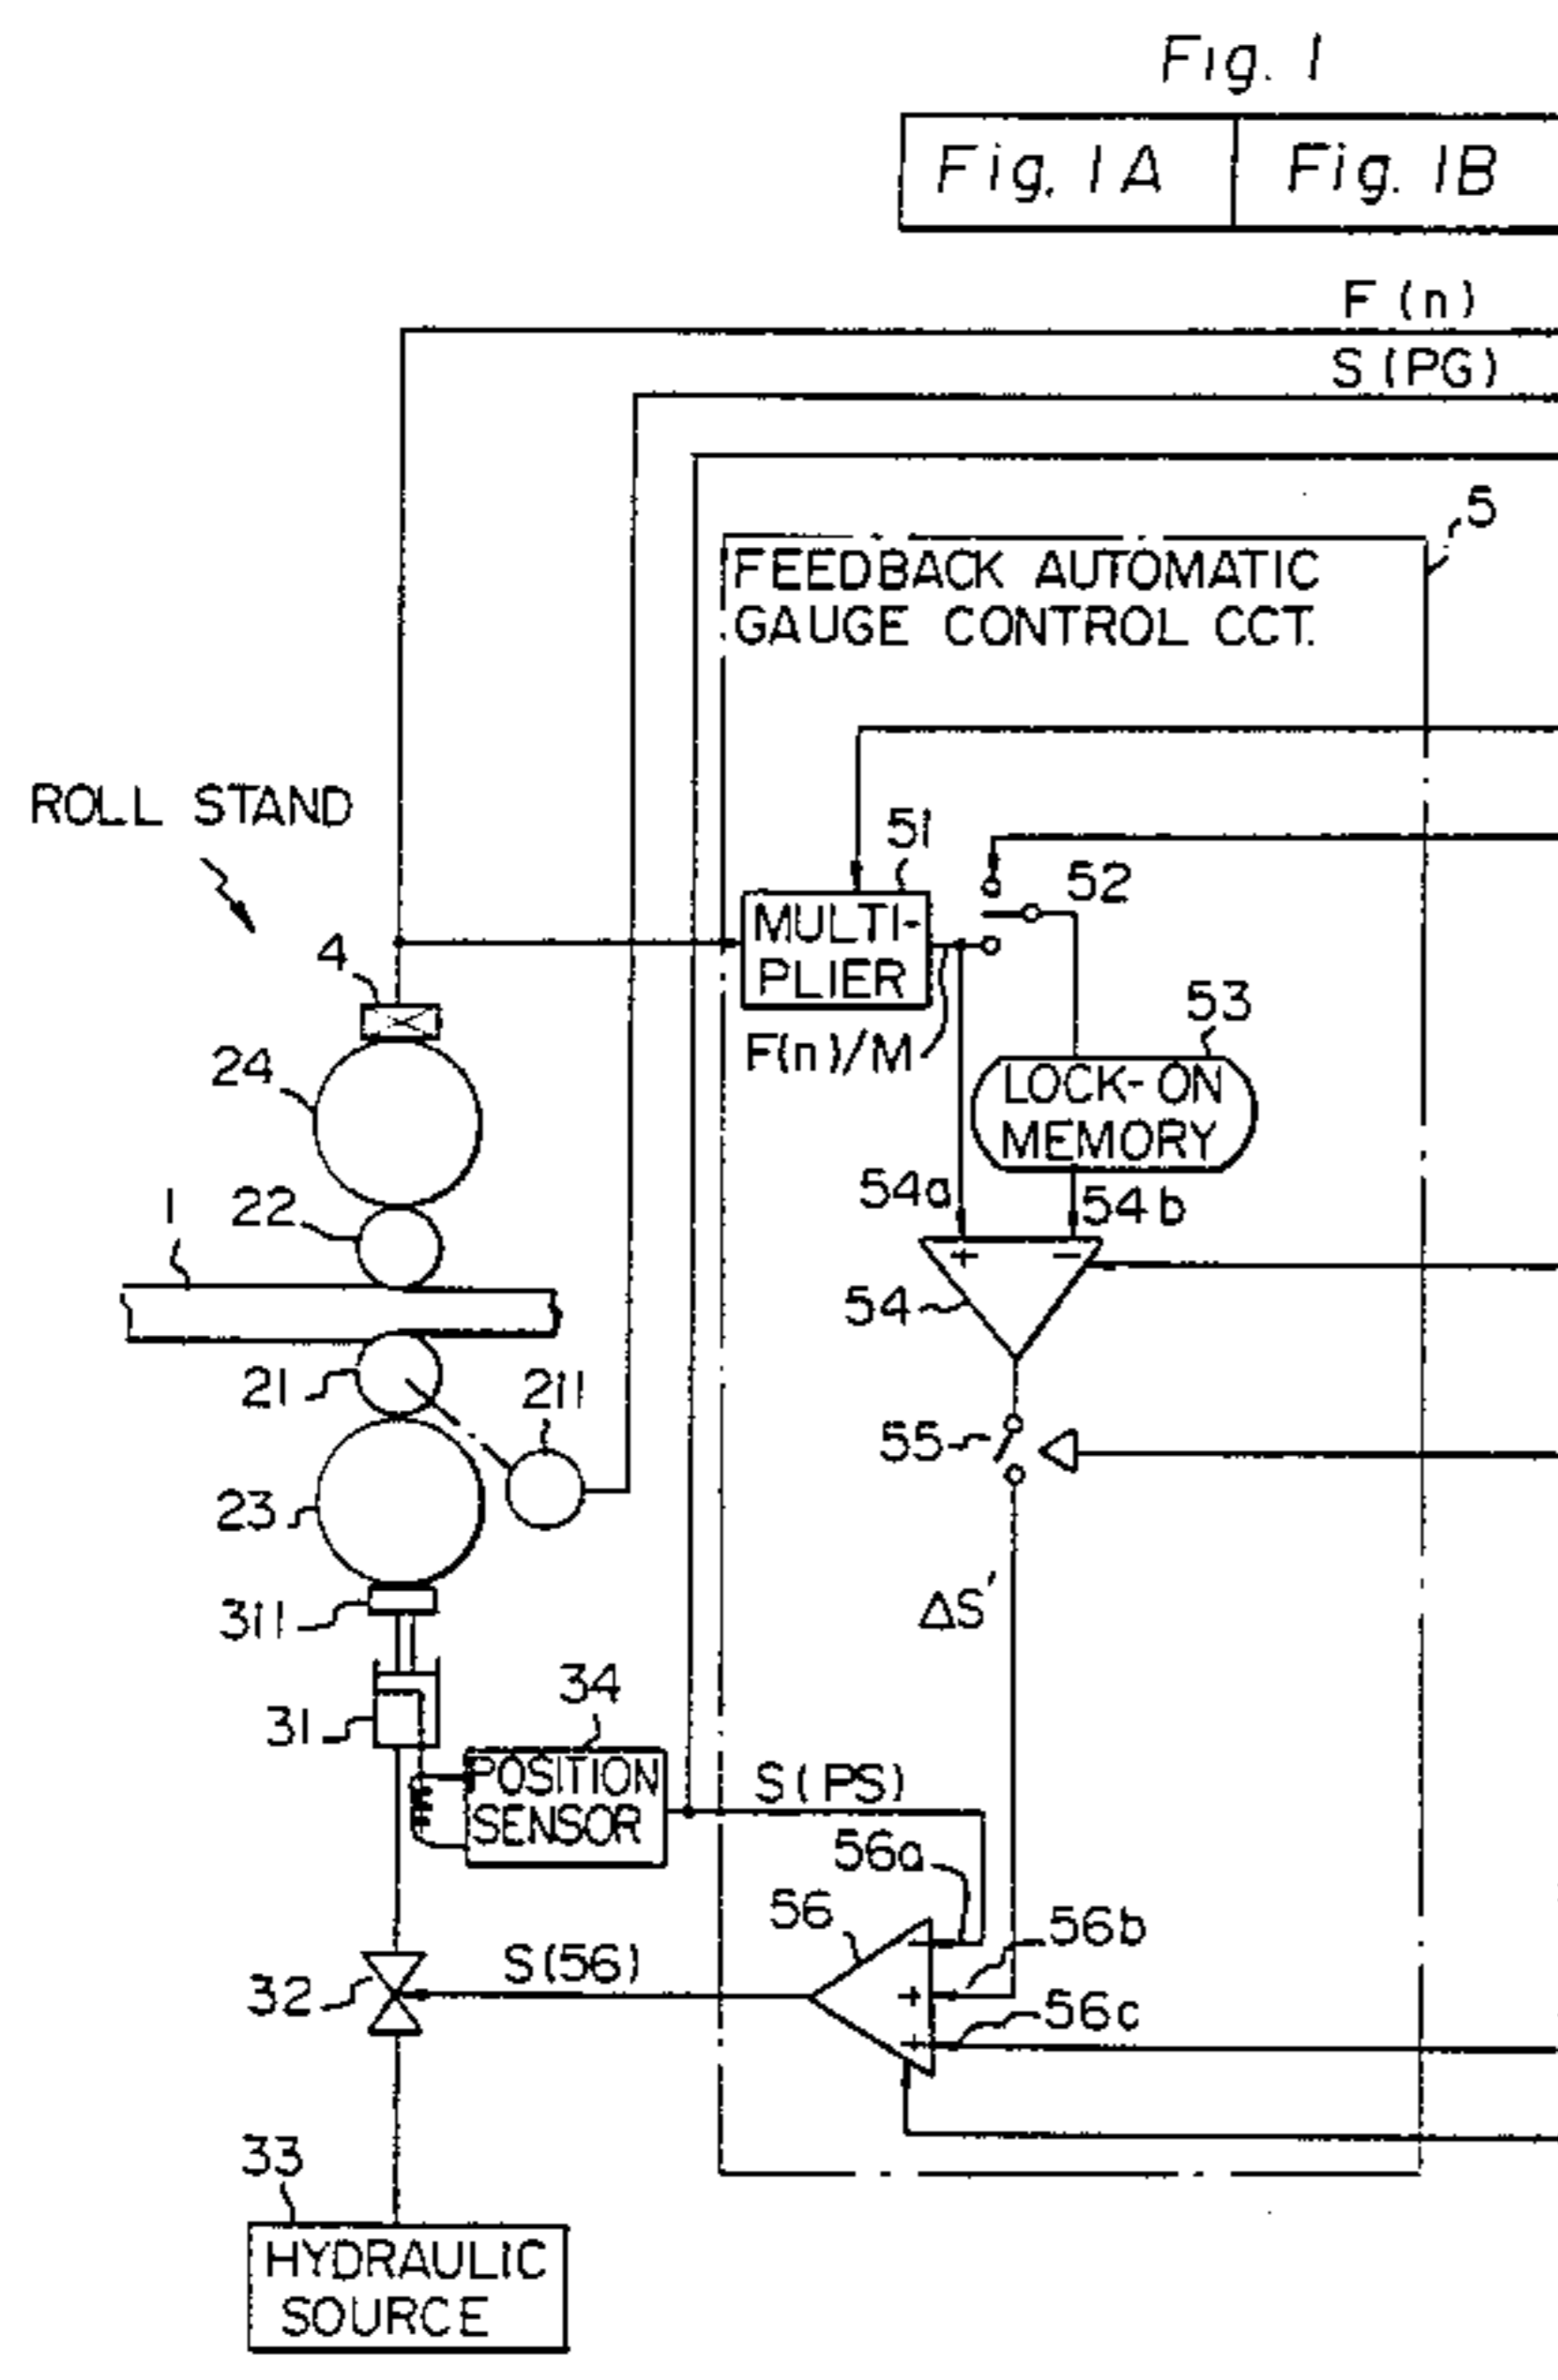 Fig. 1
Fig. 1A
Fig. 1B
F(n)
S(PG)
5
FEEDBACK AUTOMATIC
GAUGE CONTROL CCT.
ROLL STAND
51
52
MULTI-
PLIER
4
F(n)/M
53
LOCK-ON
MEMORY
24
54a
54b
22
1
+
−
54
21
211
55
23
ΔS'
311
34
31
POSITION
SENSOR
S(PS)
56a
56
−
56b
S(56)
+
32
56c
+
33
HYDRAULIC
SOURCE